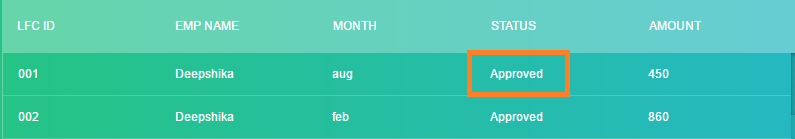 LFC ID EMP NAME MONTH STATUS AMOUNT
001 Deepshika aug Approved 450
002 Deepshika feb Approved 860